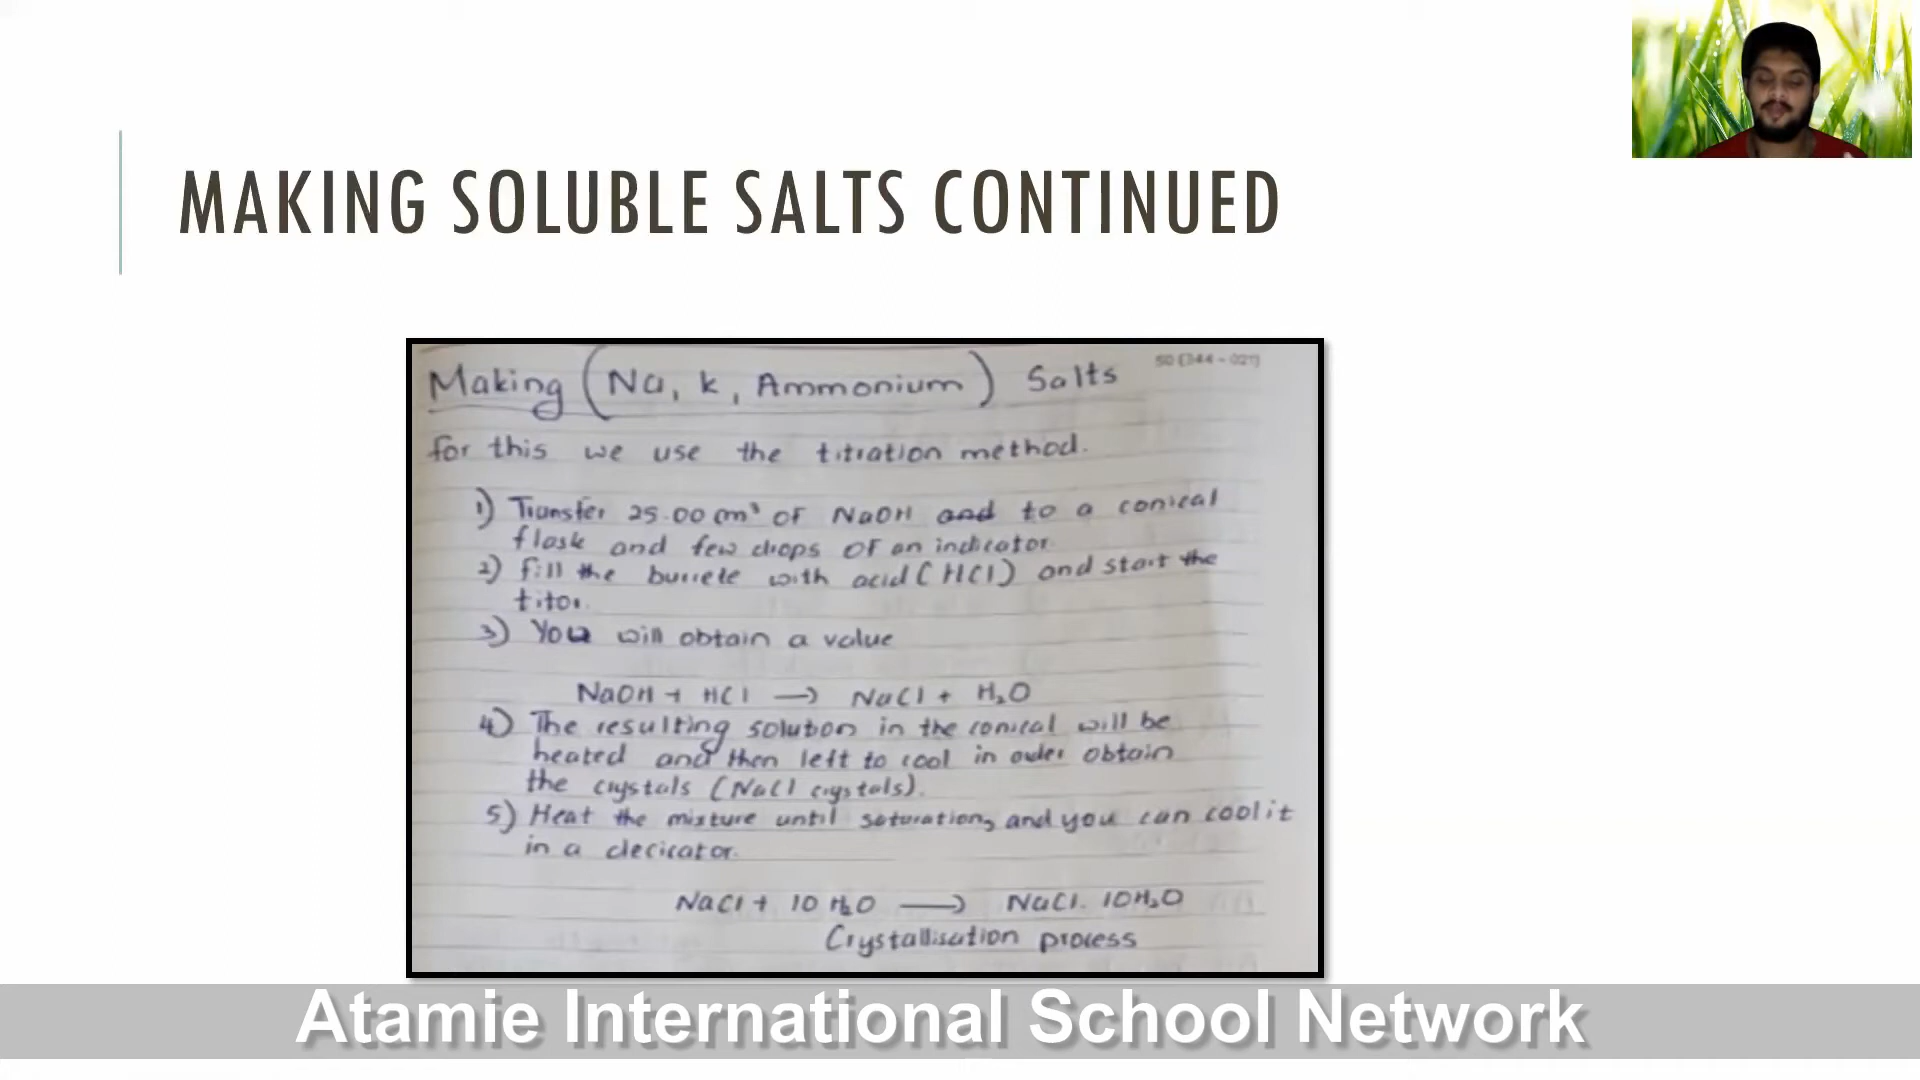 MAKING SOLUBLE SALTS CONTINUED
Making (Na, K, Ammonium) Salts
for this we use the titration method.
1) Transfer 25.00 cm³ of NaOH and to a conical
flask and few drops of an indicator
2) fill the burrete with acid (HCl) and start the
titor.
3) You will obtain a value
NaOH + HCl → NaCl + H₂O
4) The resulting solution in the conical will be
heated and then left to cool in order obtain
the crystals (NaCl crystals).
5) Heat the mixture until saturation, and you can cool it
in a decicator.
NaCl + 10 H₂O → NaCl. 10H₂O
Crystallisation process
Atamie International School Network